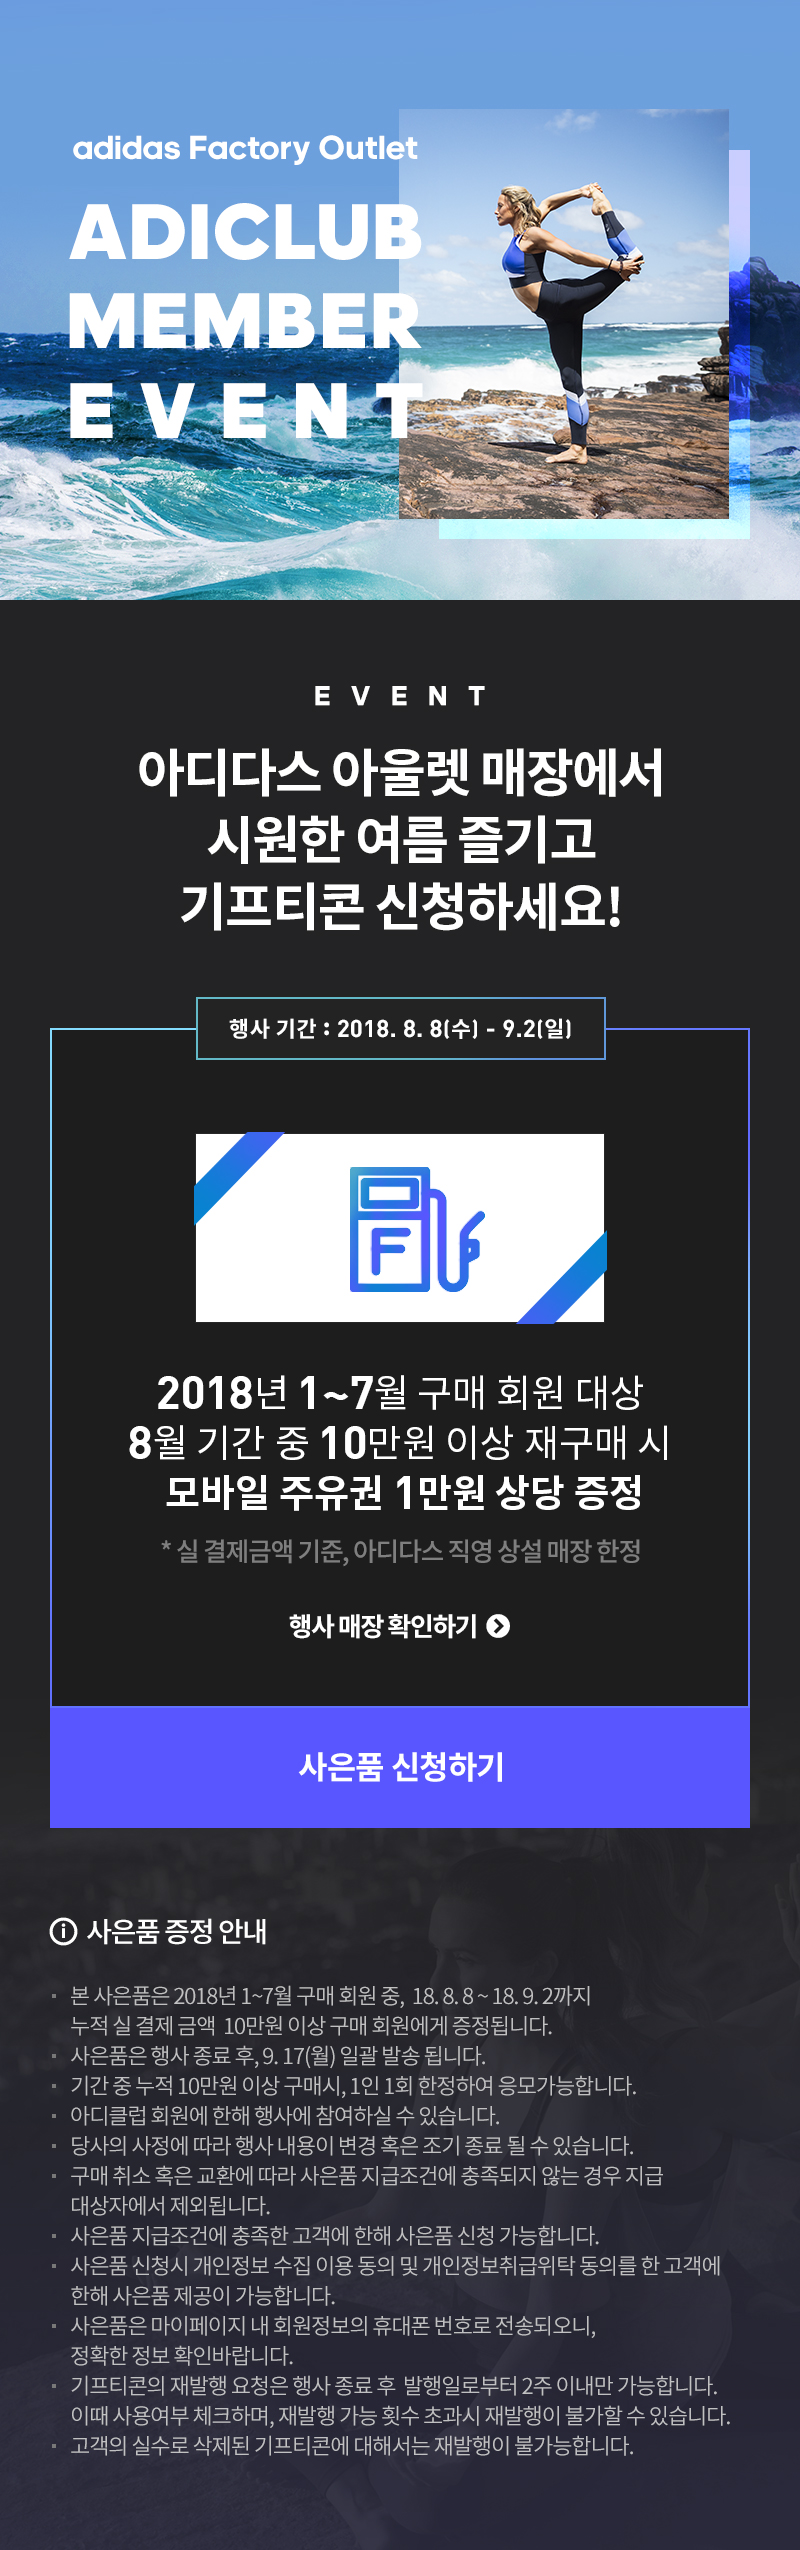 adidas Factory Outlet
ADICLUB
MEMBER
EVENT
EVENT
아디다스 아울렛 매장에서
시원한 여름 즐기고
기프티콘 신청하세요!
행사 기간 : 2018. 8. 8(수) - 9.2(일)
F
2018년 1~7월 구매 회원 대상
8월 기간 중 10만원 이상 재구매 시
모바일 주유권 1만원 상당 증정
* 실 결제금액 기준, 아디다스 직영 상설 매장 한정
행사 매장 확인하기
사은품 신청하기
사은품 증정 안내
· 본 사은품은 2018년 1~7월 구매 회원 중, 18. 8. 8 ~ 18. 9. 2까지
누적 실 결제 금액 10만원 이상 구매 회원에게 증정됩니다.
· 사은품은 행사 종료 후, 9. 17(월) 일괄 발송 됩니다.
· 기간 중 누적 10만원 이상 구매시, 1인 1회 한정하여 응모가능합니다.
· 아디클럽 회원에 한해 행사에 참여하실 수 있습니다.
· 당사의 사정에 따라 행사 내용이 변경 혹은 조기 종료 될 수 있습니다.
· 구매 취소 혹은 교환에 따라 사은품 지급조건에 충족되지 않는 경우 지급
대상자에서 제외됩니다.
· 사은품 지급조건에 충족한 고객에 한해 사은품 신청 가능합니다.
· 사은품 신청시 개인정보 수집 이용 동의 및 개인정보취급위탁 동의를 한 고객에
한해 사은품 제공이 가능합니다.
· 사은품은 마이페이지 내 회원정보의 휴대폰 번호로 전송되오니,
정확한 정보 확인바랍니다.
· 기프티콘의 재발행 요청은 행사 종료 후 발행일로부터 2주 이내만 가능합니다.
이때 사용여부 체크하며, 재발행 가능 횟수 초과시 재발행이 불가할 수 있습니다.
· 고객의 실수로 삭제된 기프티콘에 대해서는 재발행이 불가능합니다.